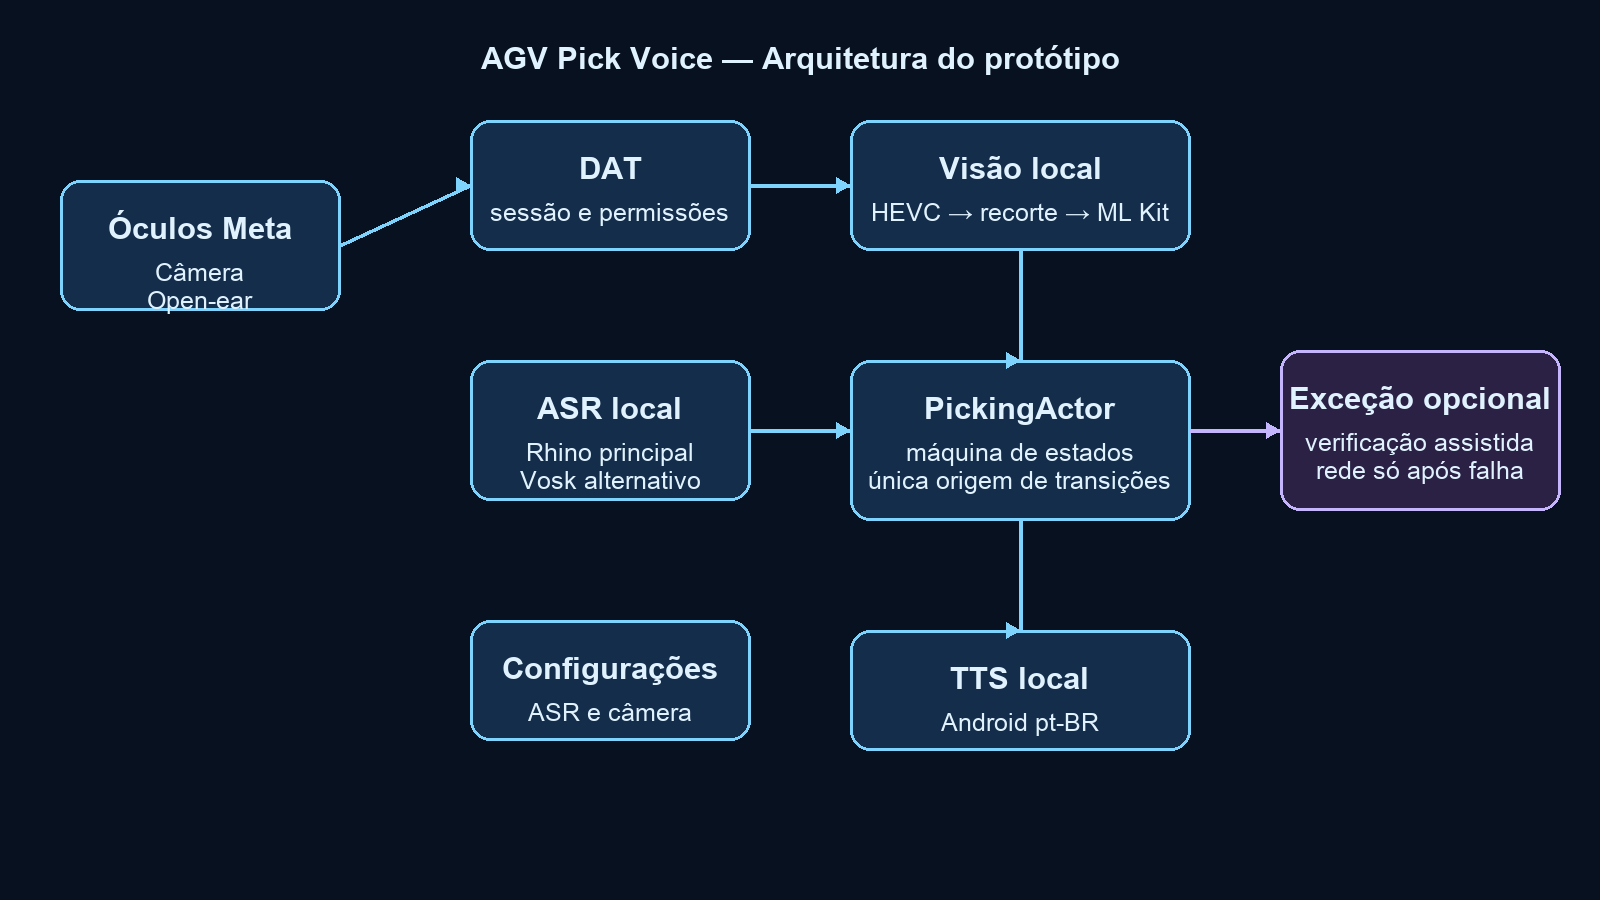 AGV Pick Voice — Arquitetura do protótipo
Óculos Meta
Câmera
Open-ear
DAT
sessão e permissões
Visão local
HEVC → recorte → ML Kit
ASR local
Rhino principal
Vosk alternativo
PickingActor
máquina de estados
única origem de transições
Exceção opcional
verificação assistida
rede só após falha
Configurações
ASR e câmera
TTS local
Android pt-BR